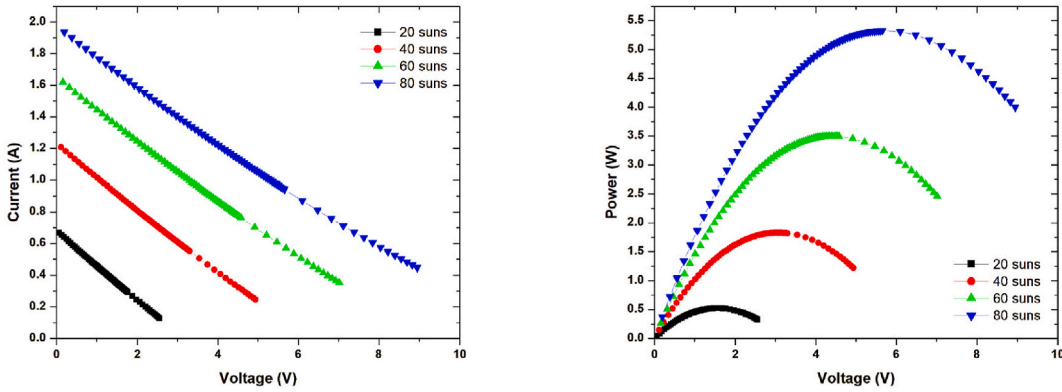 2.0
1.8
1.6
1.4
1.2
1.0
0.8
0.6
0.4
0.2
0.0
Current (A)
20 suns
40 suns
60 suns
80 suns
0 2 4 6 8 10
Voltage (V)
5.5
5.0
4.5
4.0
3.5
3.0
2.5
2.0
1.5
1.0
0.5
0.0
Power (W)
20 suns
40 suns
60 suns
80 suns
0 2 4 6 8 10
Voltage (V)